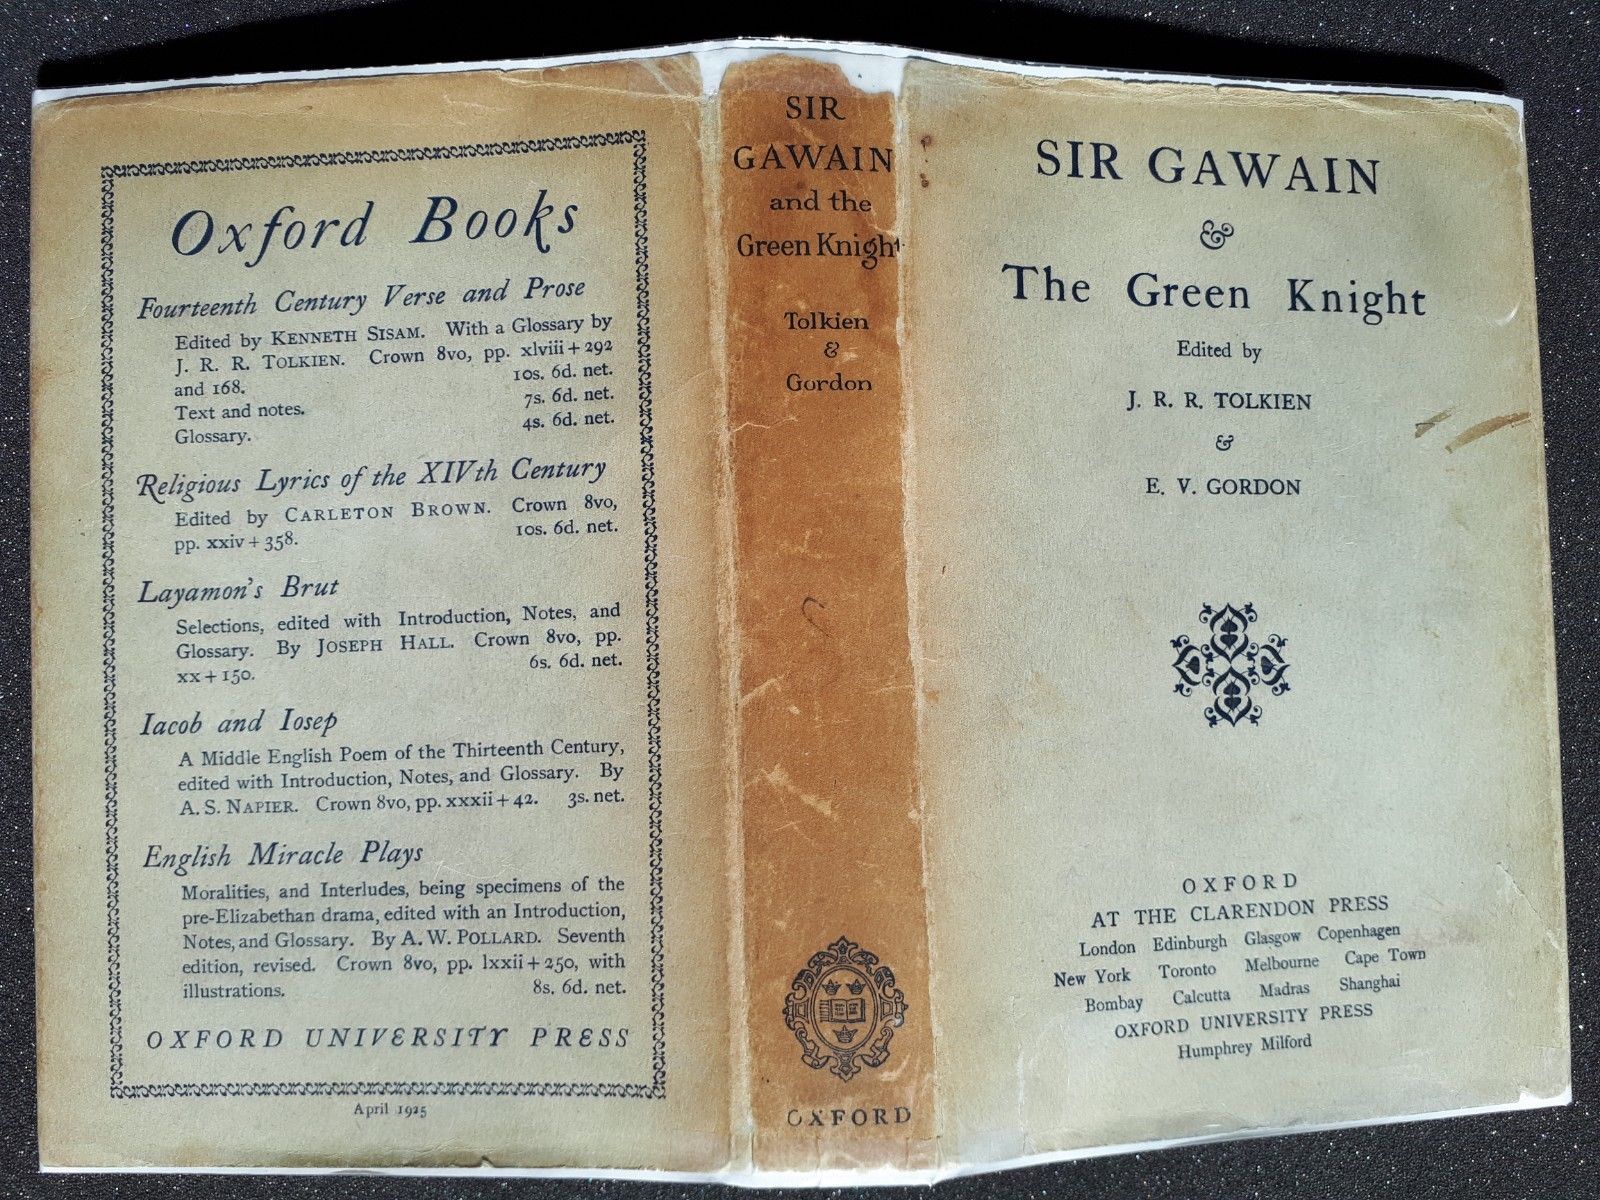 Oxford Books
Fourteenth Century Verse and Prose
Edited by KENNETH SISAM. With a Glossary by
J. R. R. TOLKIEN. Crown 8vo, pp. xlviii + 292
and 168. 10s. 6d. net.
Text and notes. 7s. 6d. net.
Glossary. 4s. 6d. net.
Religious Lyrics of the XIVth Century
Edited by CARLETON BROWN. Crown 8vo,
pp. xxiv + 358. 10s. 6d. net.
Layamon's Brut
Selections, edited with Introduction, Notes, and
Glossary. By JOSEPH HALL. Crown 8vo, pp.
xx + 150. 6s. 6d. net.
Iacob and Iosep
A Middle English Poem of the Thirteenth Century,
edited with Introduction, Notes, and Glossary. By
A. S. NAPIER. Crown 8vo, pp. xxxii + 42. 3s. net.
English Miracle Plays
Moralities, and Interludes, being specimens of the
pre-Elizabethan drama, edited with an Introduction,
Notes, and Glossary. By A. W. POLLARD. Seventh
edition, revised. Crown 8vo, pp. lxxii + 250, with
illustrations. 8s. 6d. net.
OXFORD UNIVERSITY PRESS
April 1925
SIR
GAWAIN
and the
Green Knight
Tolkien
&
Gordon
OXFORD
SIR GAWAIN
&
The Green Knight
Edited by
J. R. R. TOLKIEN
&
E. V. GORDON
OXFORD
AT THE CLARENDON PRESS
London Edinburgh Glasgow Copenhagen
New York Toronto Melbourne Cape Town
Bombay Calcutta Madras Shanghai
OXFORD UNIVERSITY PRESS
Humphrey Milford